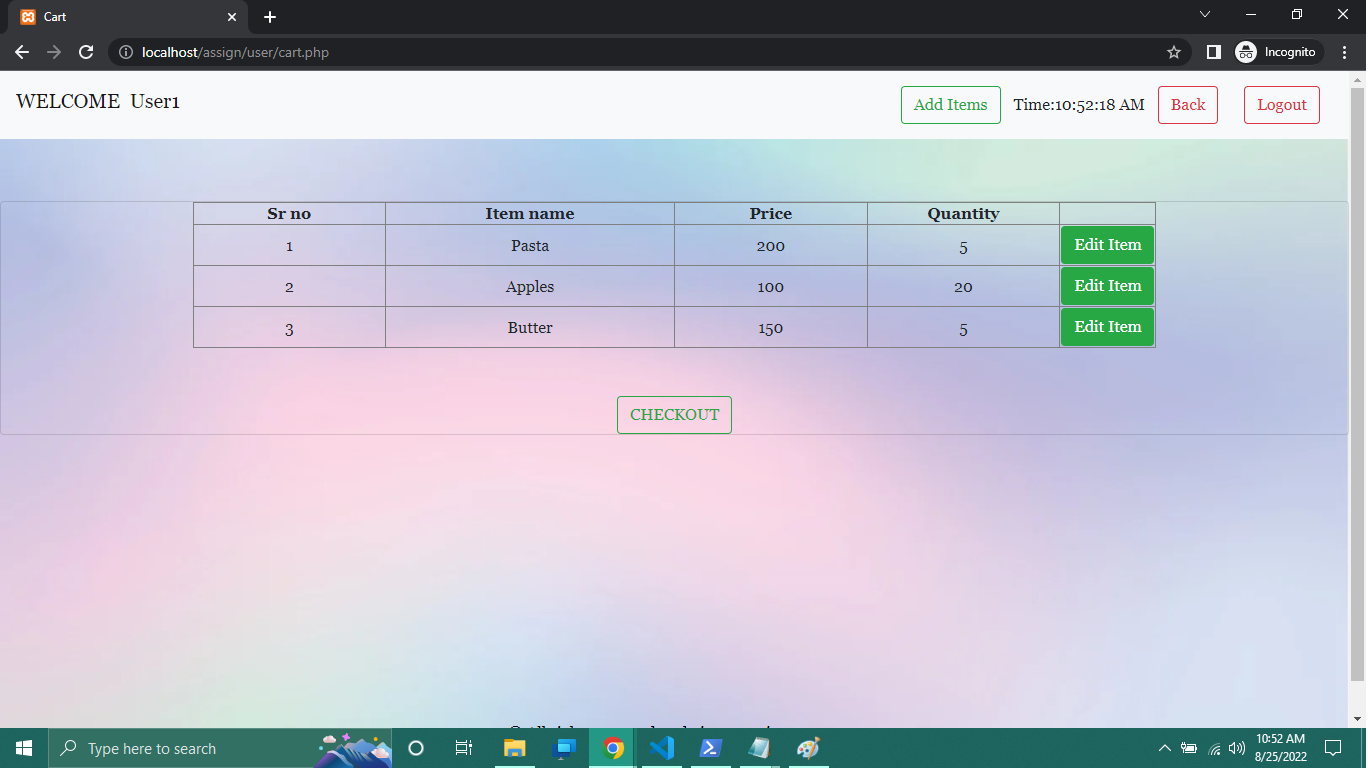 Cart
localhost/assign/user/cart.php
Incognito
WELCOME User1
Add Items Time:10:52:18 AM Back Logout
Sr no Item name Price Quantity
1 Pasta 200 5 Edit Item
2 Apples 100 20 Edit Item
3 Butter 150 5 Edit Item
CHECKOUT
Type here to search
10:52 AM
8/25/2022